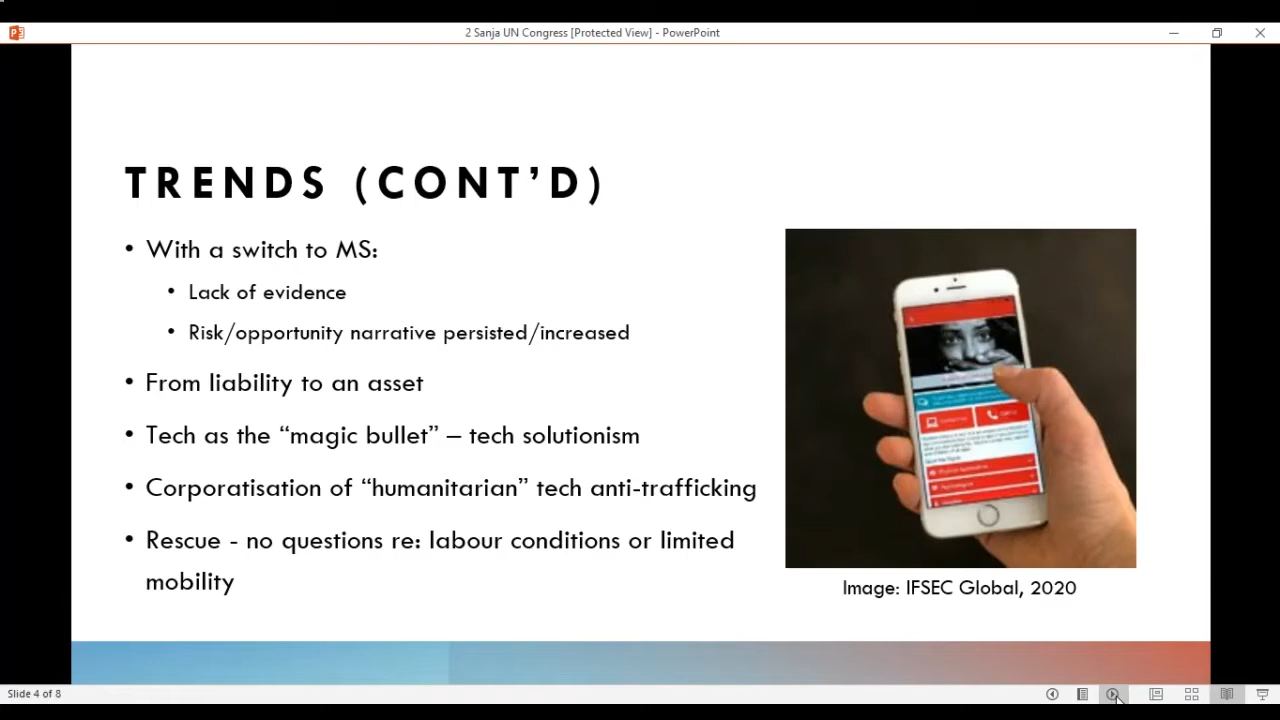 2 Sanja UN Congress [Protected View] - PowerPoint
TRENDS (CONT’D)
• With a switch to MS:
• Lack of evidence
• Risk/opportunity narrative persisted/increased
• From liability to an asset
• Tech as the “magic bullet” – tech solutionism
• Corporatisation of “humanitarian” tech anti-trafficking
• Rescue - no questions re: labour conditions or limited
mobility
Image: IFSEC Global, 2020
Slide 4 of 8